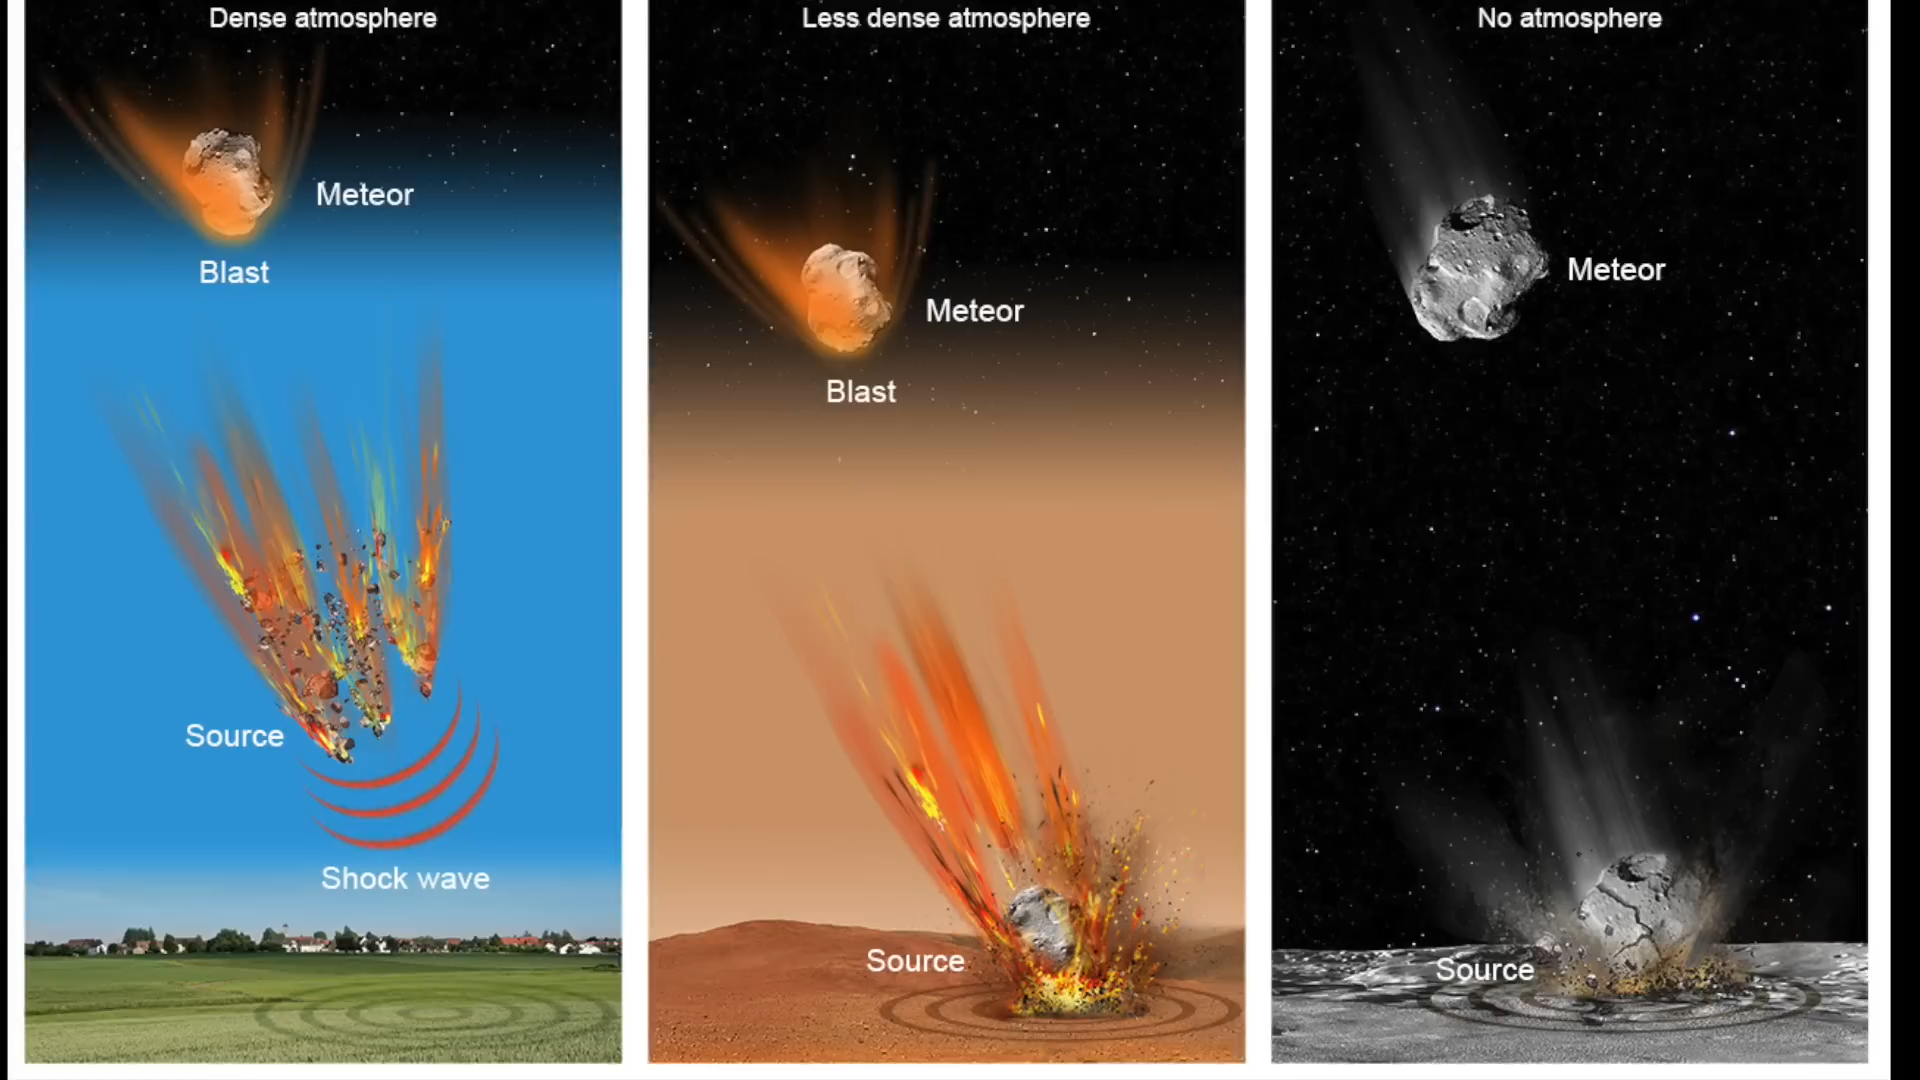 Dense atmosphere
Meteor
Blast
Source
Shock wave
Less dense atmosphere
Meteor
Blast
Source
No atmosphere
Meteor
Source